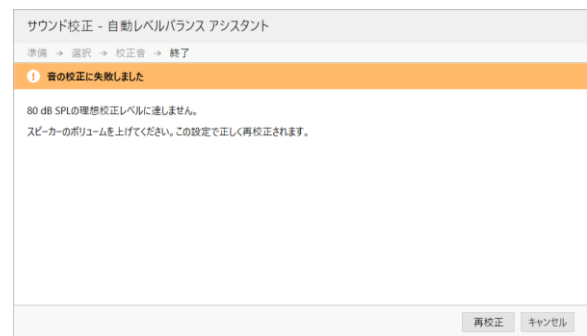 サウンド校正 - 自動レベルバランス アシスタント
準備 → 選択 → 校正音 → 終了
! 音の校正に失敗しました
80 dB SPLの理想校正レベルに達しません。
スピーカーのボリュームを上げてください。この設定で正しく再校正されます。
再校正 キャンセル